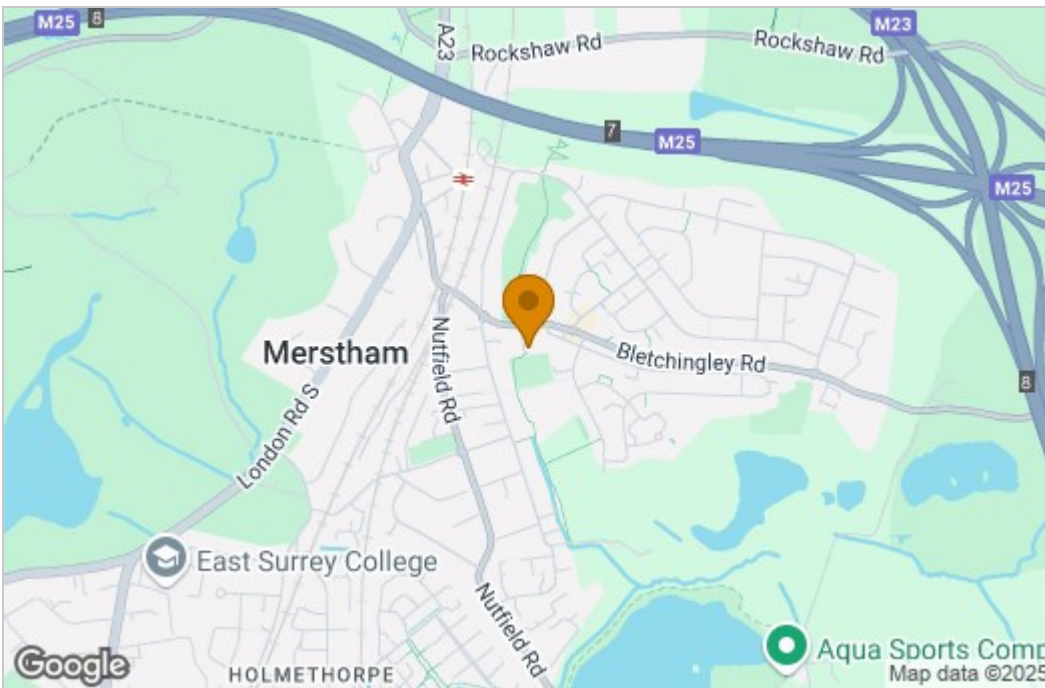 M25
8
A23
Rockshaw Rd
Rockshaw Rd
M23
7
M25
M25
Merstham
Nutfield Rd
Bletchingley Rd
8
London Rd S
East Surrey College
Nutfield Rd
Aqua Sports Comp
Google
HOLMETHORPE
Map data ©2025